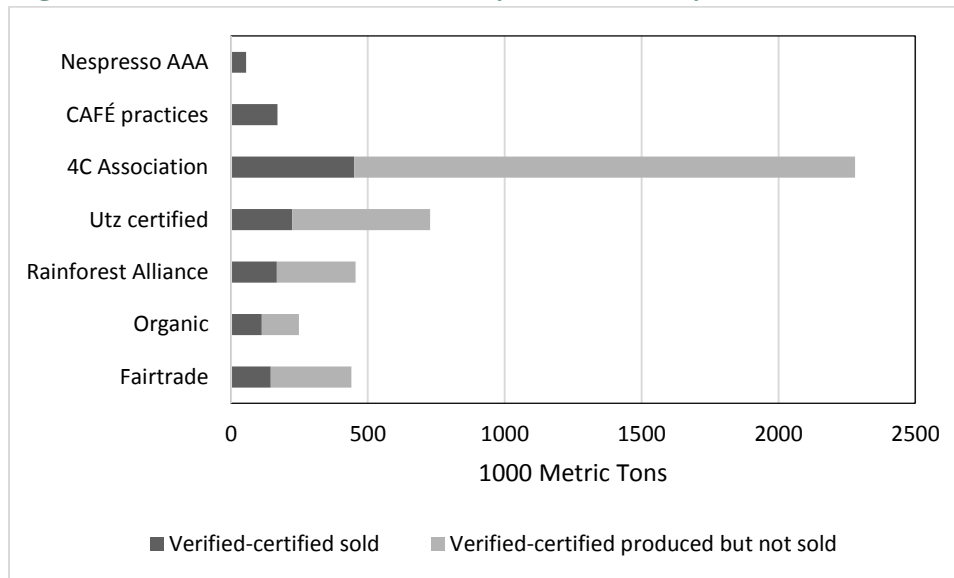 Nespresso AAA
CAFÉ practices
4C Association
Utz certified
Rainforest Alliance
Organic
Fairtrade
0 500 1000 1500 2000 2500
1000 Metric Tons
Verified-certified sold Verified-certified produced but not sold